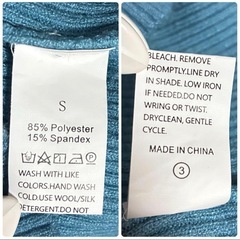 S
85% Polyester
15% Spandex
WASH WITH LIKE
COLORS.HAND WASH
COLD.USE WOOL/SILK
DETERGENT.DO NOT
BLEACH. REMOVE
PROMPTLY.LINE DRY
IN SHADE. LOW IRON
IF NEEDED.DO NOT
WRING OR TWIST.
DRYCLEAN, GENTLE
CYCLE.
MADE IN CHINA
3